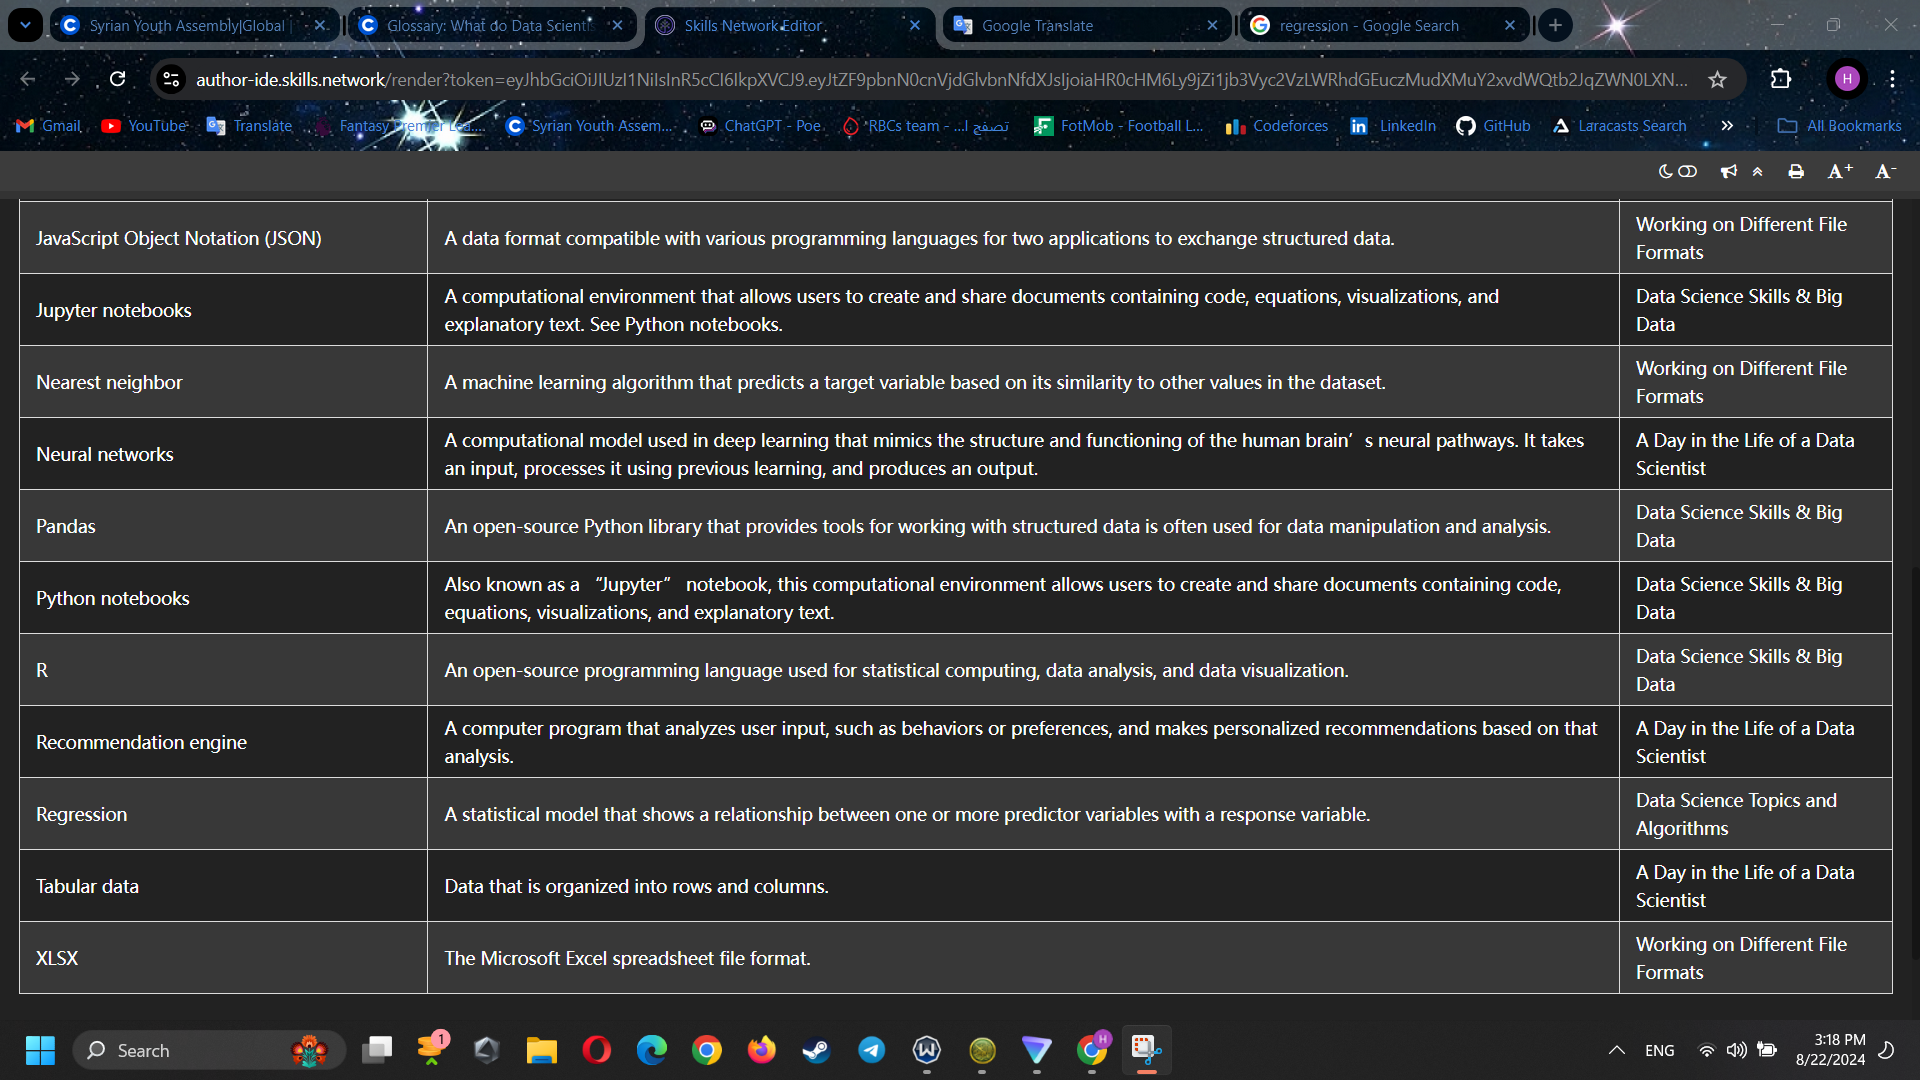 Syrian Youth Assembly|Global
Glossary: What do Data Scienti
Skills Network Editor
Google Translate
regression - Google Search
author-ide.skills.network/render?token=eyJhbGciOiJIUzI1NiIsInR5cCI6IkpXVCJ9.eyJtZF9pbnN0cnVjdGlvbnNfdXJsIjoiaHR0cHM6Ly9jZi1jb3Vyc2VzLWRhdGEuczMudXMuY2xvdWQtb2JqZWN0LXN...
H
Gmail
YouTube
Translate
Fantasy Premier Lea...
Syrian Youth Assem...
ChatGPT - Poe
RBCs team - ...تصفح ا
FotMob - Football L...
Codeforces
LinkedIn
GitHub
Laracasts Search
All Bookmarks
A+
A-
JavaScript Object Notation (JSON)
A data format compatible with various programming languages for two applications to exchange structured data.
Working on Different File
Formats
Jupyter notebooks
A computational environment that allows users to create and share documents containing code, equations, visualizations, and
explanatory text. See Python notebooks.
Data Science Skills & Big
Data
Nearest neighbor
A machine learning algorithm that predicts a target variable based on its similarity to other values in the dataset.
Working on Different File
Formats
Neural networks
A computational model used in deep learning that mimics the structure and functioning of the human brain’s neural pathways. It takes
an input, processes it using previous learning, and produces an output.
A Day in the Life of a Data
Scientist
Pandas
An open-source Python library that provides tools for working with structured data is often used for data manipulation and analysis.
Data Science Skills & Big
Data
Python notebooks
Also known as a “Jupyter” notebook, this computational environment allows users to create and share documents containing code,
equations, visualizations, and explanatory text.
Data Science Skills & Big
Data
R
An open-source programming language used for statistical computing, data analysis, and data visualization.
Data Science Skills & Big
Data
Recommendation engine
A computer program that analyzes user input, such as behaviors or preferences, and makes personalized recommendations based on that
analysis.
A Day in the Life of a Data
Scientist
Regression
A statistical model that shows a relationship between one or more predictor variables with a response variable.
Data Science Topics and
Algorithms
Tabular data
Data that is organized into rows and columns.
A Day in the Life of a Data
Scientist
XLSX
The Microsoft Excel spreadsheet file format.
Working on Different File
Formats
Search
1
H
ENG
3:18 PM
8/22/2024